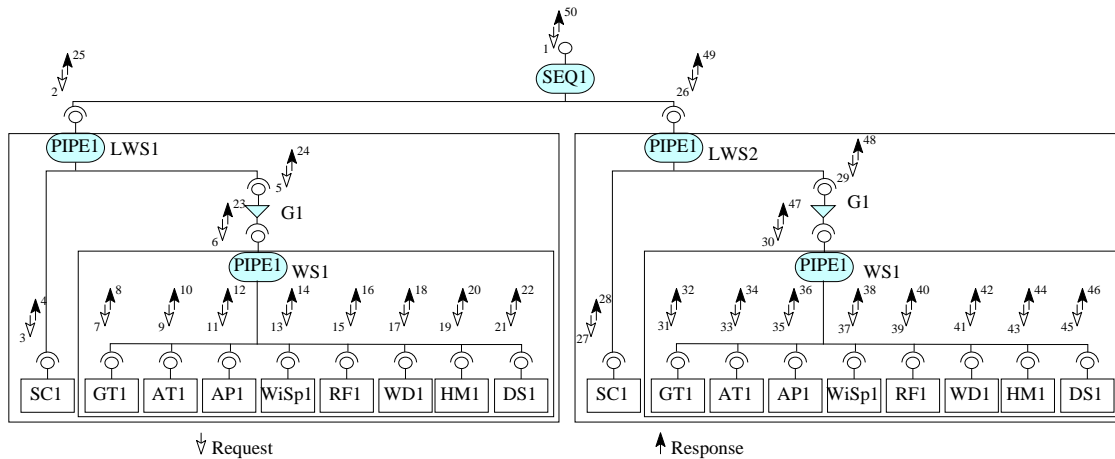 50
1
SEQ1
25
2
49
26
PIPE1
LWS1
PIPE1
LWS2
24
5
48
29
23
6
G1
47
30
G1
PIPE1
WS1
PIPE1
WS1
4
3
8
7
10
9
12
11
14
13
16
15
18
17
20
19
22
21
28
27
32
31
34
33
36
35
38
37
40
39
42
41
44
43
46
45
SC1
GT1
AT1
AP1
WiSp1
RF1
WD1
HM1
DS1
SC1
GT1
AT1
AP1
WiSp1
RF1
WD1
HM1
DS1
Request
Response